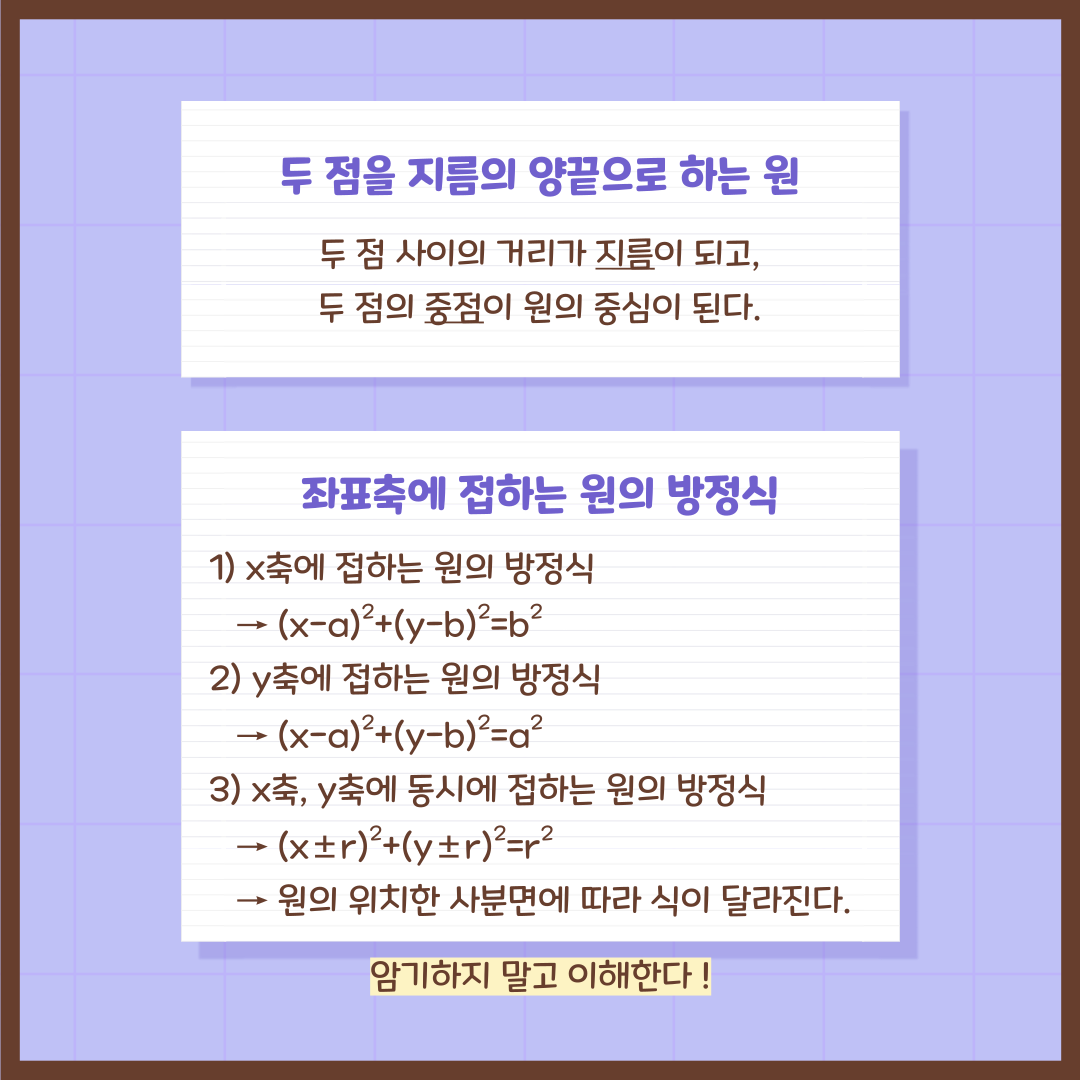 두 점을 지름의 양끝으로 하는 원
두 점 사이의 거리가 지름이 되고,
두 점의 중점이 원의 중심이 된다.
좌표축에 접하는 원의 방정식
1) x축에 접하는 원의 방정식
→ (x-a)²+(y-b)²=b²
2) y축에 접하는 원의 방정식
→ (x-a)²+(y-b)²=a²
3) x축, y축에 동시에 접하는 원의 방정식
→ (x±r)²+(y±r)²=r²
→ 원의 위치한 사분면에 따라 식이 달라진다.
암기하지 말고 이해한다 !